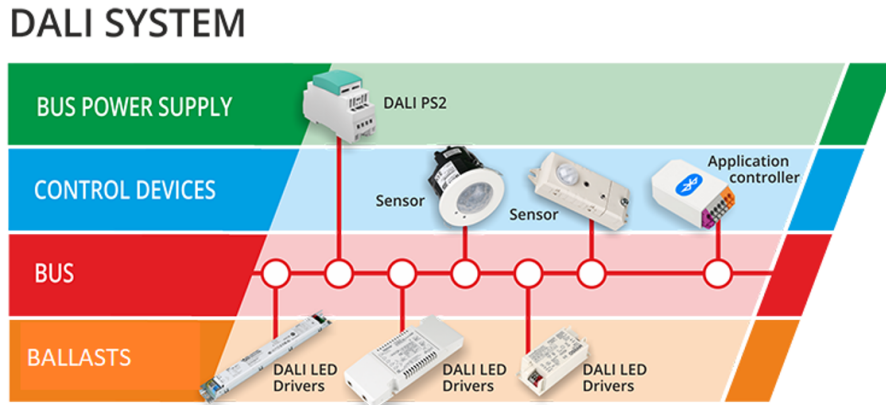 DALI SYSTEM
BUS POWER SUPPLY
DALI PS2
CONTROL DEVICES
Sensor
Sensor
Application
controller
BUS
BALLASTS
DALI LED
Drivers
DALI LED
Drivers
DALI LED
Drivers